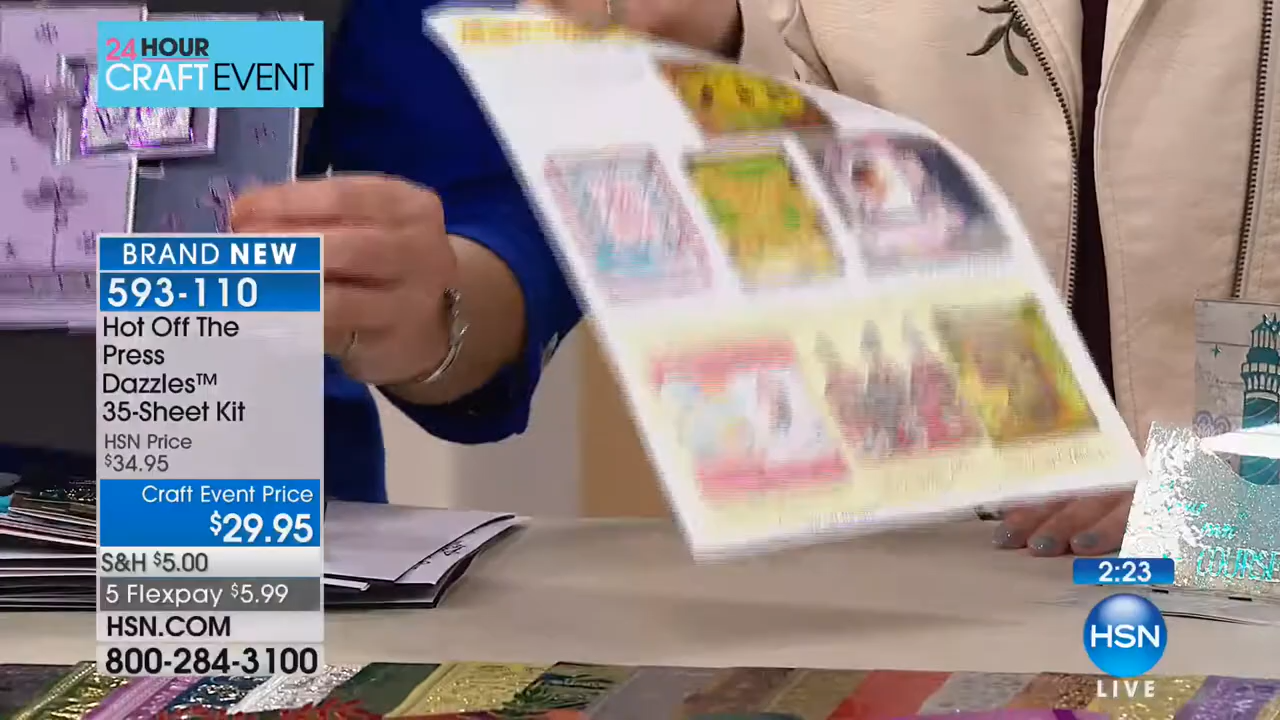 24 HOUR
CRAFT EVENT
BRAND NEW
593-110
Hot Off The
Press
Dazzles™
35-Sheet Kit
HSN Price
$34.95
Craft Event Price
$29.95
S&H $5.00
5 Flexpay $5.99
HSN.COM
800-284-3100
COURSE
2:23
HSN
LIVE